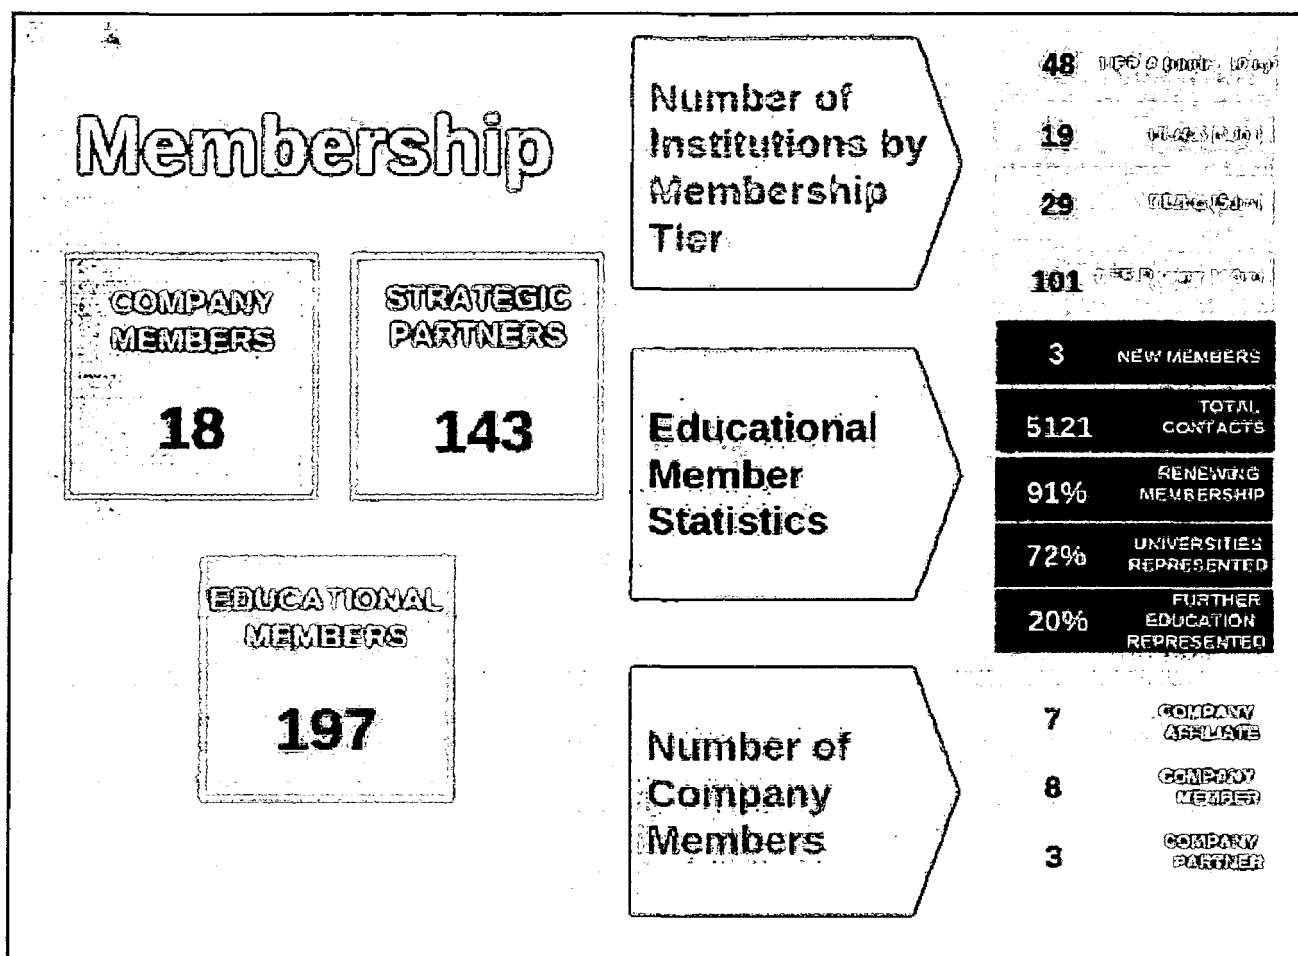 Membership
COMPANY
MEMBERS
18
STRATEGIC
PARTNERS
143
EDUCATIONAL
MEMBERS
197
Number of
Institutions by
Membership
Tier
48
19
29
101
Educational
Member
Statistics
3 NEW MEMBERS
5121 TOTAL
CONTACTS
91% RENEWING
MEMBERSHIP
72% UNIVERSITIES
REPRESENTED
20% FURTHER
EDUCATION
REPRESENTED
Number of
Company
Members
7 COMPANY
AFFILIATE
8 COMPANY
MEMBER
3 COMPANY
PARTNER